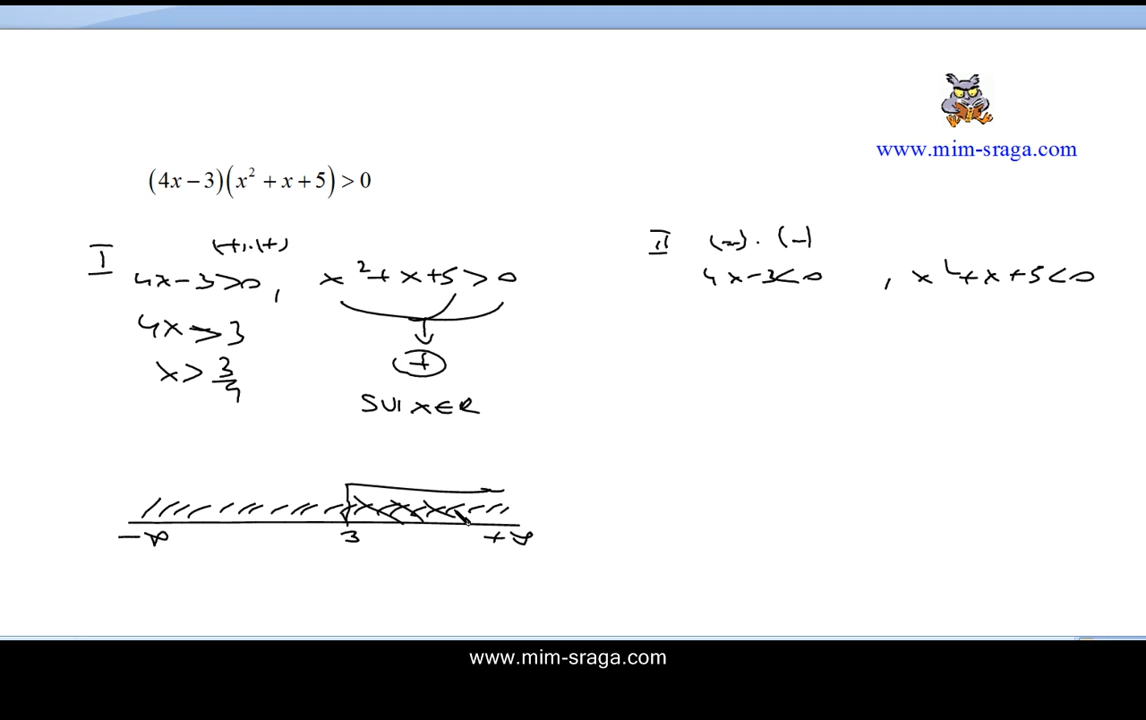 www.mim-sraga.com
(4x − 3)(x² + x + 5) > 0
I (+)·(+)
4x − 3 > 0, x² + x + 5 > 0
4x > 3
x > 3/4
+
SVI x ∈ R
−∞ 3 +∞
II (−) · (−)
4x − 3 < 0 , x² + x + 5 < 0
www.mim-sraga.com